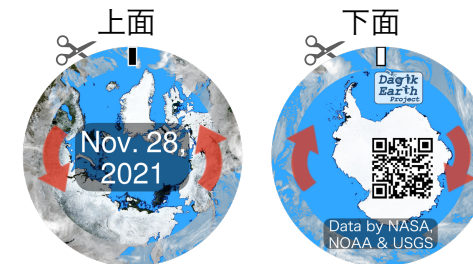 上面
下面
Nov. 28,
2021
Dagik
Earth
Project
Data by NASA,
NOAA & USGS